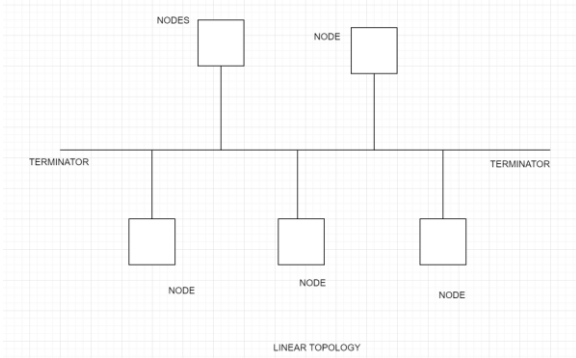 NODES
NODE
TERMINATOR
TERMINATOR
NODE
NODE
NODE
LINEAR TOPOLOGY